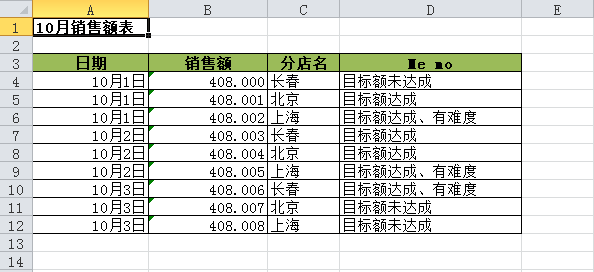 A B C D E
1 10月销售额表
2
3 日期 销售额 分店名 Me mo
4 10月1日 408.000 长春 目标额未达成
5 10月1日 408.001 北京 目标额达成
6 10月1日 408.002 上海 目标额达成、有难度
7 10月2日 408.003 长春 目标额未达成
8 10月2日 408.004 北京 目标额未达成
9 10月2日 408.005 上海 目标额达成、有难度
10 10月3日 408.006 长春 目标额达成、有难度
11 10月3日 408.007 北京 目标额未达成
12 10月3日 408.008 上海 目标额未达成
13
14